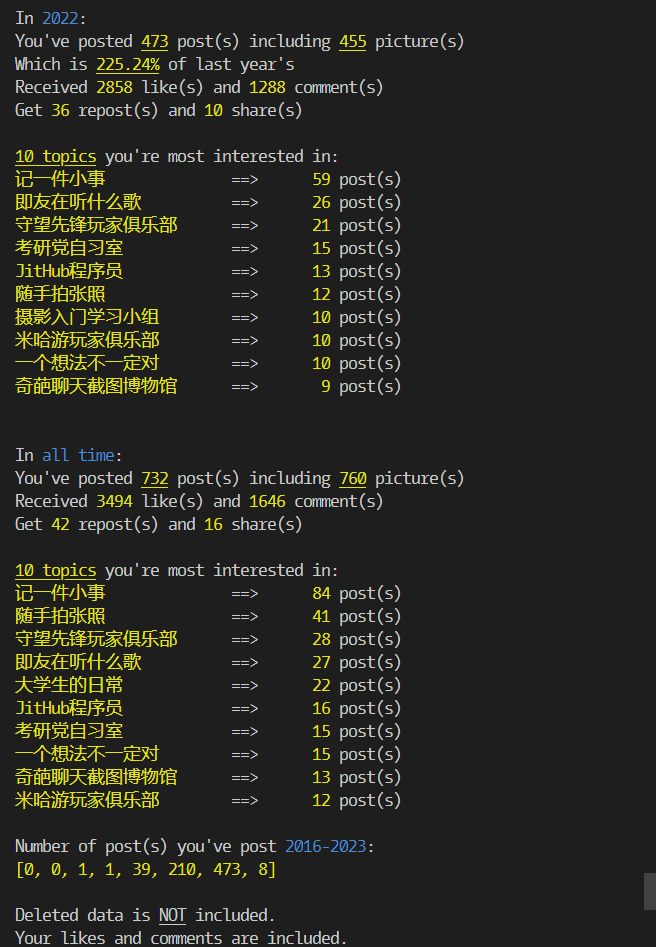 In 2022:
You've posted 473 post(s) including 455 picture(s)
Which is 225.24% of last year's
Received 2858 like(s) and 1288 comment(s)
Get 36 repost(s) and 10 share(s)
10 topics you're most interested in:
记一件小事 ==> 59 post(s)
即友在听什么歌 ==> 26 post(s)
守望先锋玩家俱乐部 ==> 21 post(s)
考研党自习室 ==> 15 post(s)
JitHub程序员 ==> 13 post(s)
随手拍张照 ==> 12 post(s)
摄影入门学习小组 ==> 10 post(s)
米哈游玩家俱乐部 ==> 10 post(s)
一个想法不一定对 ==> 10 post(s)
奇葩聊天截图博物馆 ==> 9 post(s)
In all time:
You've posted 732 post(s) including 760 picture(s)
Received 3494 like(s) and 1646 comment(s)
Get 42 repost(s) and 16 share(s)
10 topics you're most interested in:
记一件小事 ==> 84 post(s)
随手拍张照 ==> 41 post(s)
守望先锋玩家俱乐部 ==> 28 post(s)
即友在听什么歌 ==> 27 post(s)
大学生的日常 ==> 22 post(s)
JitHub程序员 ==> 16 post(s)
考研党自习室 ==> 15 post(s)
一个想法不一定对 ==> 15 post(s)
奇葩聊天截图博物馆 ==> 13 post(s)
米哈游玩家俱乐部 ==> 12 post(s)
Number of post(s) you've post 2016-2023:
[0, 0, 1, 1, 39, 210, 473, 8]
Deleted data is NOT included.
Your likes and comments are included.